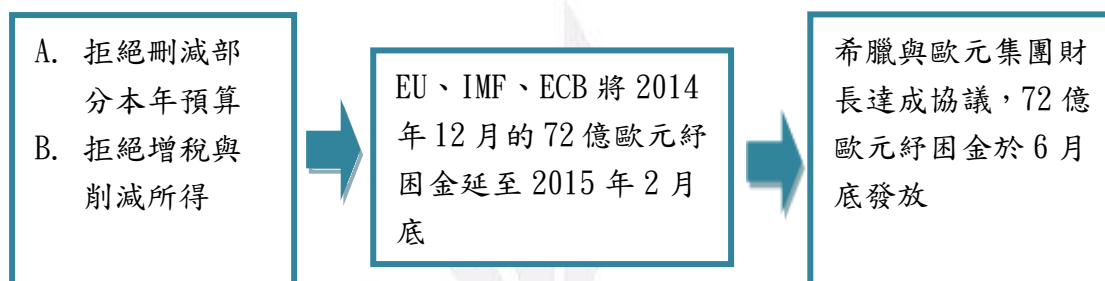 A. 拒絕刪減部
分本年預算
B. 拒絕增稅與
削減所得
EU、IMF、ECB 將 2014
年 12 月的 72 億歐元紓
困金延至 2015 年 2 月
底
希臘與歐元集團財
長達成協議，72 億
歐元紓困金於 6 月
底發放